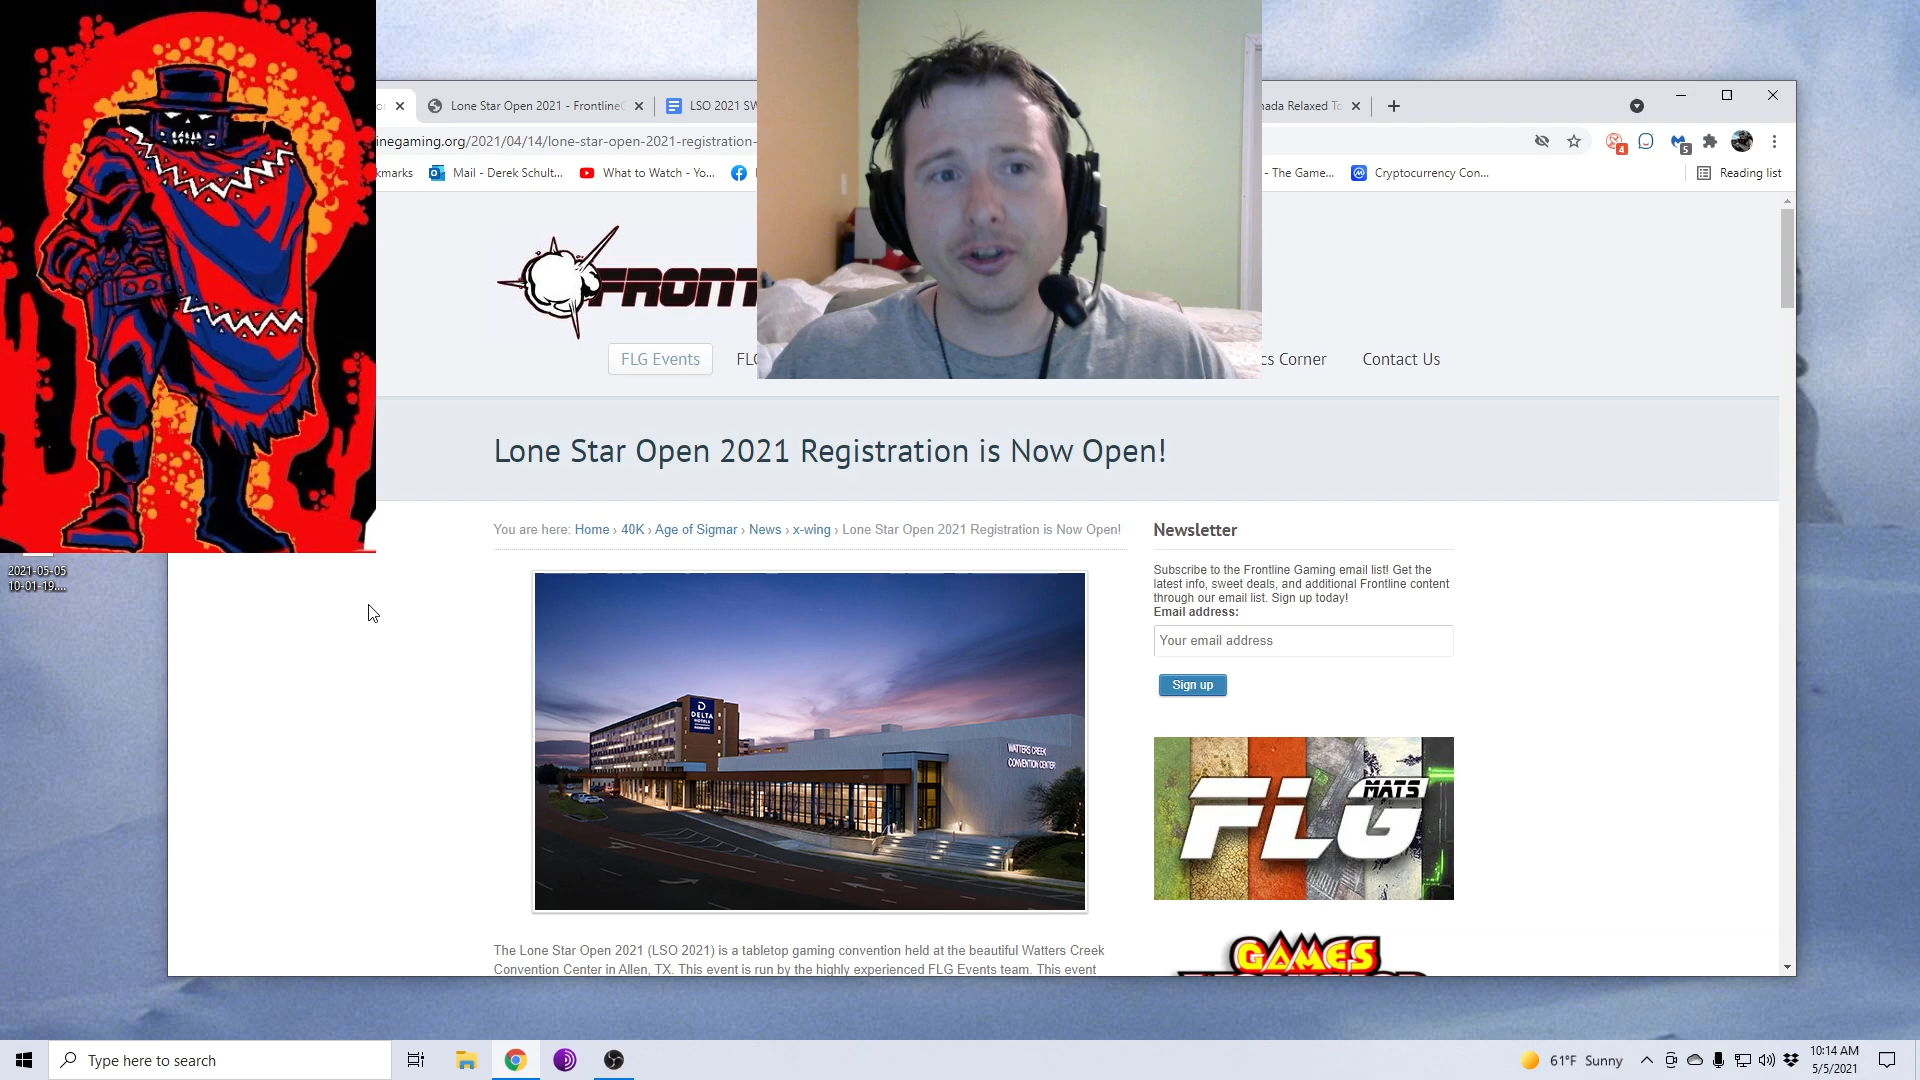 Lone Star Open 2021 - Frontline
LSO 2021 SW
nada Relaxed To
inegaming.org/2021/04/14/lone-star-open-2021-registration-
4
5
kmarks
Mail - Derek Schult...
What to Watch - Yo...
- The Game...
Cryptocurrency Con...
Reading list
FRONT
FLG Events
FLG
cs Corner
Contact Us
Lone Star Open 2021 Registration is Now Open!
You are here: Home › 40K › Age of Sigmar › News › x-wing › Lone Star Open 2021 Registration is Now Open!
Newsletter
Subscribe to the Frontline Gaming email list! Get the
latest info, sweet deals, and additional Frontline content
through our email list. Sign up today!
Email address:
Your email address
Sign up
DELTA
HOTELS
WATTERS CREEK
CONVENTION CENTER
FLG
MATS
GAMES
The Lone Star Open 2021 (LSO 2021) is a tabletop gaming convention held at the beautiful Watters Creek
Convention Center in Allen, TX. This event is run by the highly experienced FLG Events team. This event
2021-05-05
10-01-19....
Type here to search
61°F Sunny
10:14 AM
5/5/2021